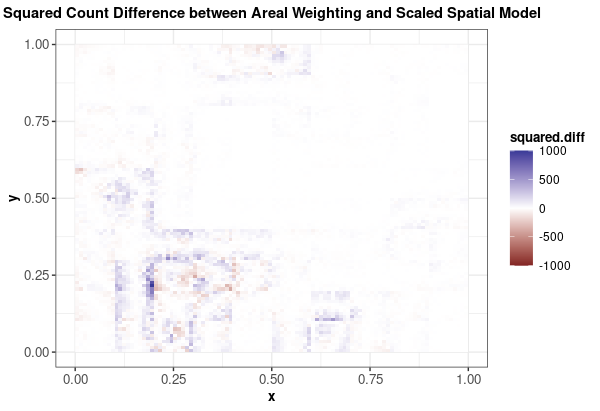 Squared Count Difference between Areal Weighting and Scaled Spatial Model
1.00
0.75
0.50
0.25
0.00
y
0.00 0.25 0.50 0.75 1.00
x
squared.diff
1000
500
0
-500
-1000